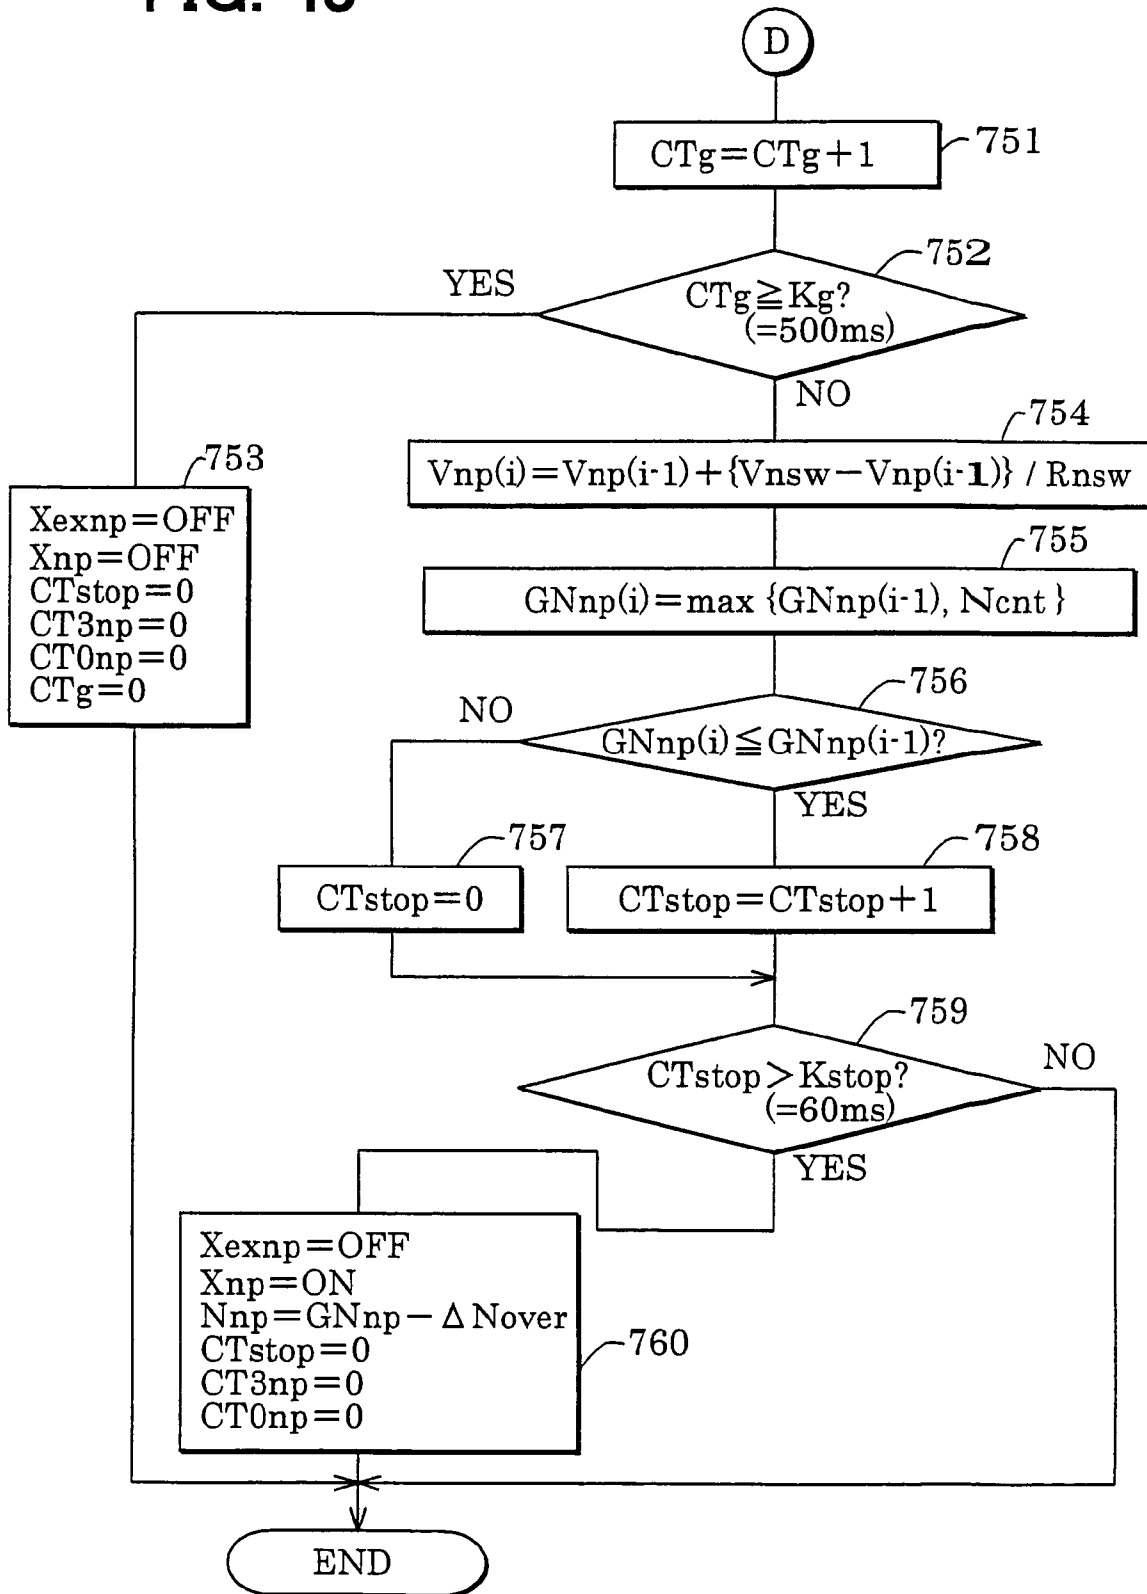 D
CTg=CTg+1
751
752
YES
CTg≧Kg?
(=500ms)
NO
754
753
Vnp(i)=Vnp(i-1)+{Vnsw−Vnp(i-1)} / Rnsw
Xexnp=OFF
Xnp=OFF
CTstop=0
CT3np=0
CT0np=0
CTg=0
755
GNnp(i)=max {GNnp(i-1), Ncnt}
756
NO
GNnp(i)≦GNnp(i-1)?
YES
757
758
CTstop=0
CTstop=CTstop+1
759
NO
CTstop>Kstop?
(=60ms)
YES
Xexnp=OFF
Xnp=ON
Nnp=GNnp−Δ Nover
CTstop=0
CT3np=0
CT0np=0
760
END